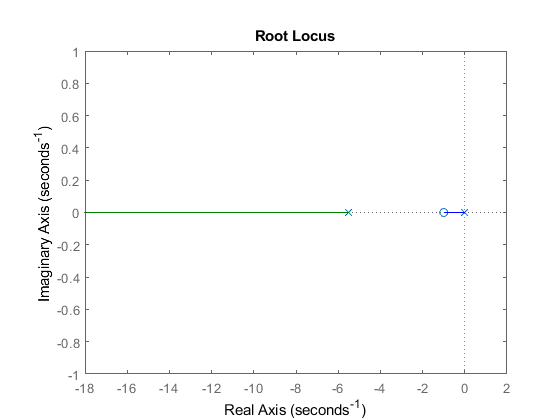 Root Locus
Imaginary Axis (seconds⁻¹)
1
0.8
0.6
0.4
0.2
0
-0.2
-0.4
-0.6
-0.8
-1
-18 -16 -14 -12 -10 -8 -6 -4 -2 0 2
Real Axis (seconds⁻¹)